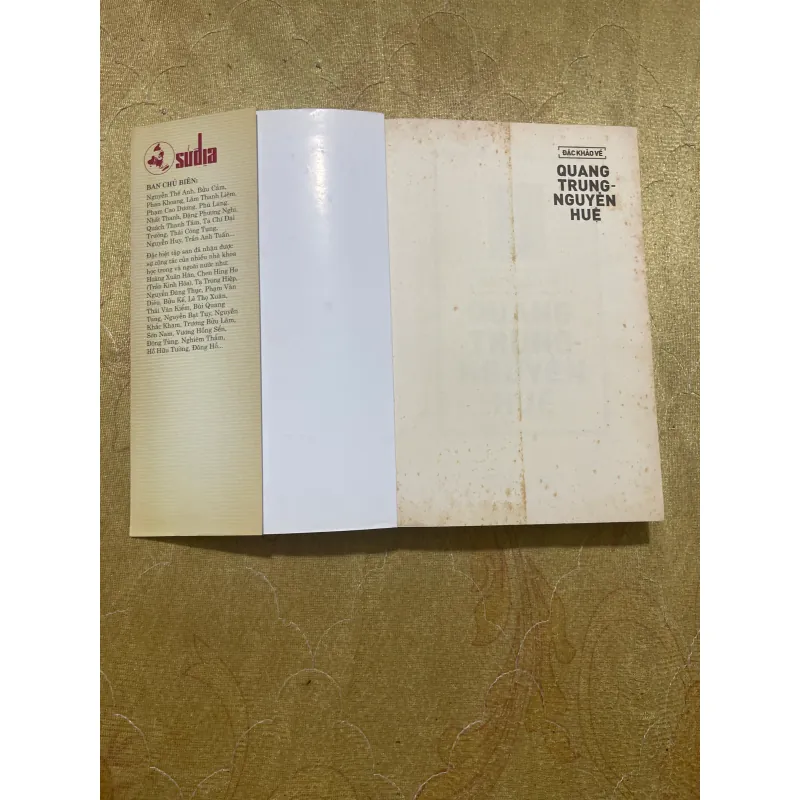 sửđịa
BAN CHỦ BIÊN:
Nguyễn Thế Anh, Bửu Cầm,
Phan Khoang, Lâm Thanh Liêm,
Phạm Cao Dương, Phù Lang,
Nhất Thanh, Đặng Phương Nghi,
Quách Thanh Tâm, Tạ Chí Đại
Trường, Thái Công Tụng,
Nguyễn Huy, Trần Anh Tuấn...
Đặc biệt tập san đã nhận được
sự cộng tác của nhiều nhà khoa
học trong và ngoài nước như:
Hoàng Xuân Hãn, Chen Hing Ho
(Trần Kinh Hòa), Tạ Trọng Hiệp,
Nguyễn Đăng Thục, Phạm Văn
Diêu, Bửu Kế, Lê Thọ Xuân,
Thái Văn Kiểm, Bùi Quang
Tung, Nguyễn Bạt Tụy, Nguyễn
Khắc Kham, Trương Bửu Lâm,
Sơn Nam, Vương Hồng Sển,
Đông Tùng, Nghiêm Thẩm,
Hồ Hữu Tường, Đông Hồ...
ĐẶC KHẢO VỀ
QUANG
TRUNG-
NGUYỄN
HUỆ